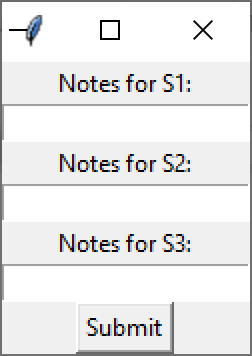 Notes for S1:
Notes for S2:
Notes for S3:
Submit